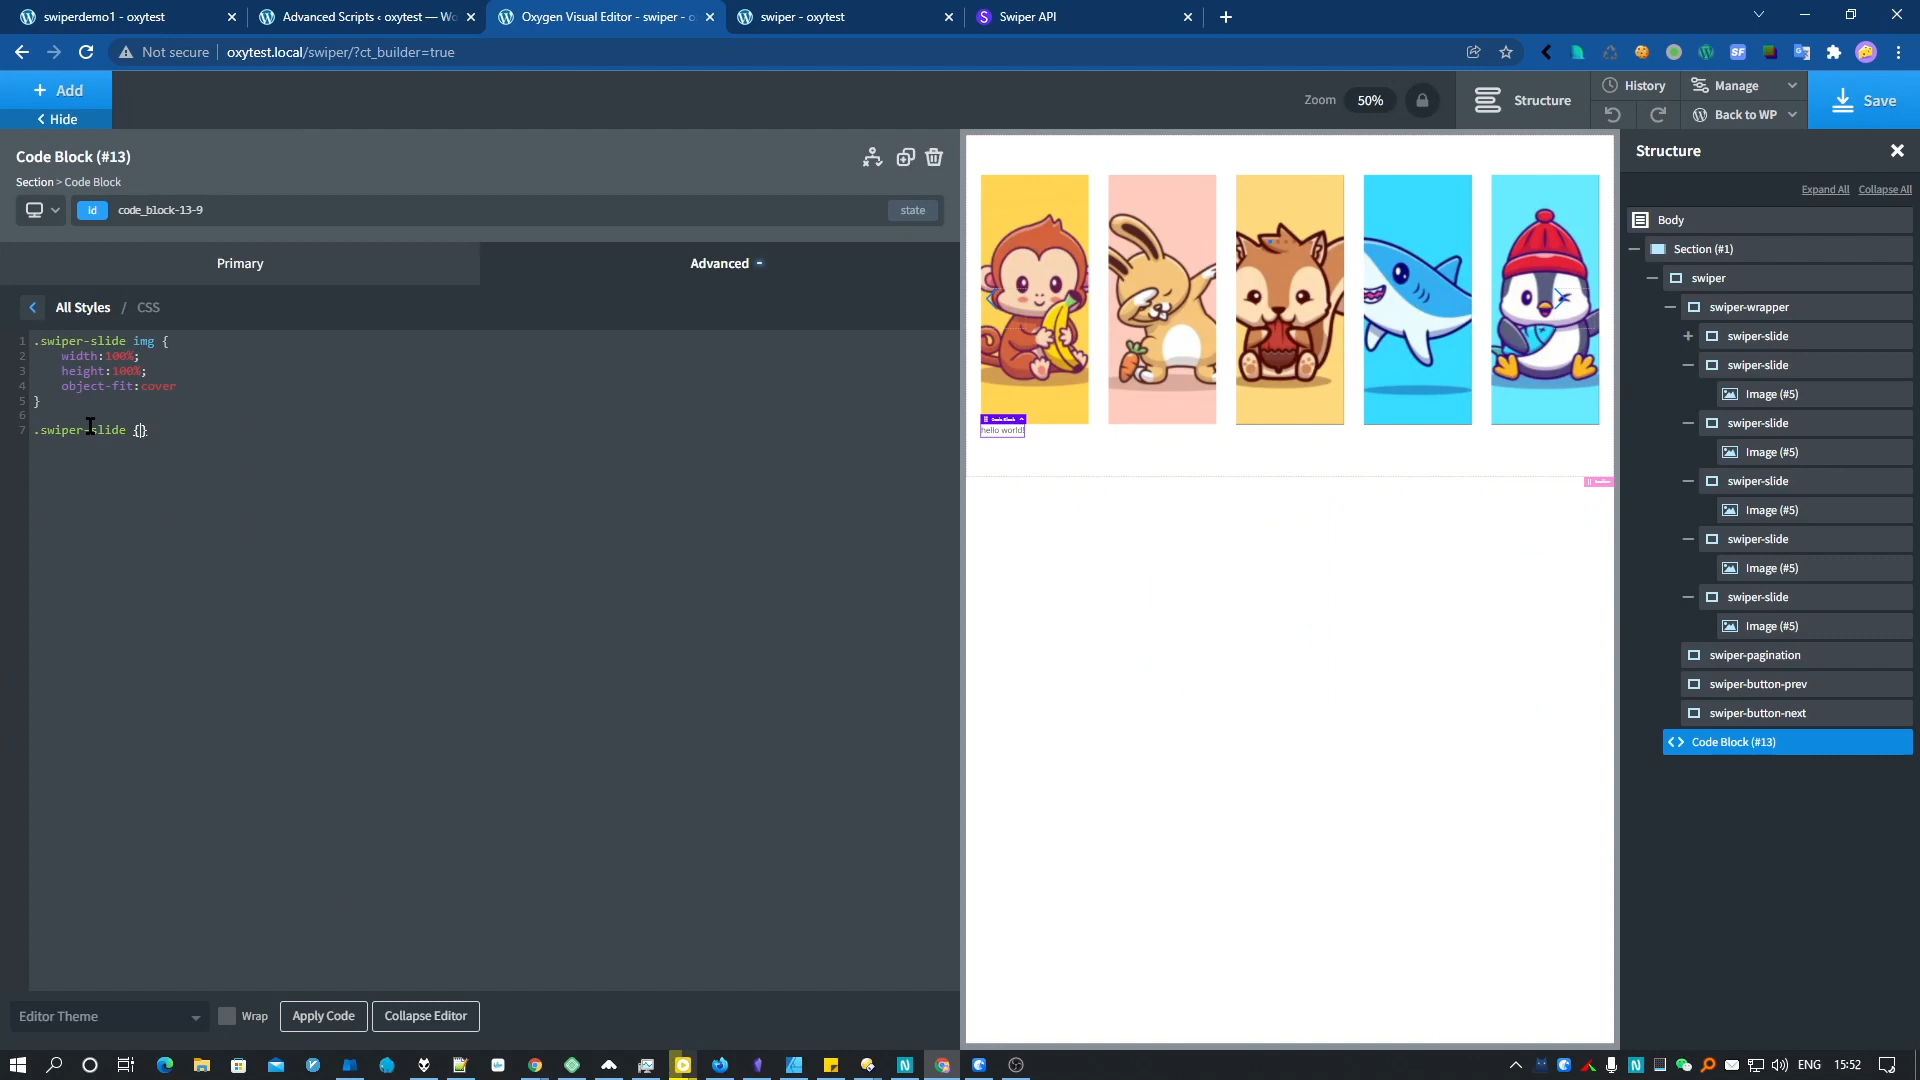 swiperdemo1 - oxytest
Advanced Scripts ‹ oxytest — Wo
Oxygen Visual Editor - swiper - o
swiper - oxytest
Swiper API
Not secure
oxytest.local/swiper/?ct_builder=true
+ Add
Hide
Zoom 50%
Structure
History
Manage
Back to WP
Save
Code Block (#13)
Section > Code Block
id code_block-13-9
state
Primary
Advanced
All Styles / CSS
1 .swiper-slide img {
2 width:100%;
3 height:100%;
4 object-fit:cover
5 }
6
7 .swiper-slide {}
Code Block
hello world!
Section
Editor Theme
Wrap
Apply Code
Collapse Editor
Structure
Expand All Collapse All
Body
Section (#1)
swiper
swiper-wrapper
swiper-slide
swiper-slide
Image (#5)
swiper-slide
Image (#5)
swiper-slide
Image (#5)
swiper-slide
Image (#5)
swiper-slide
Image (#5)
swiper-pagination
swiper-button-prev
swiper-button-next
Code Block (#13)
ENG 15:52